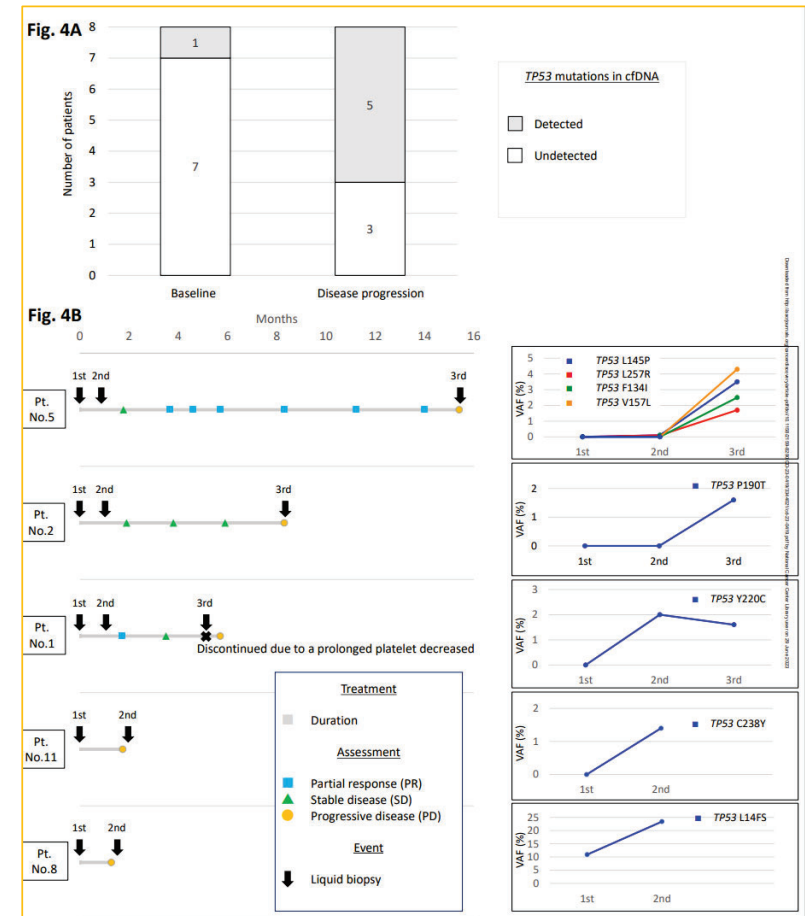 Fig. 4A
8
7
6
5
4
3
2
1
0
Number of patients
1
7
5
3
Baseline
Disease progression
TP53 mutations in cfDNA
Detected
Undetected
Fig. 4B
Months
0 2 4 6 8 10 12 14 16
1st 2nd 3rd
Pt.
No.5
1st 2nd 3rd
Pt.
No.2
1st 2nd 3rd
Pt.
No.1
Discontinued due to a prolonged platelet decreased
1st 2nd
Pt.
No.11
1st 2nd
Pt.
No.8
Treatment
Duration
Assessment
Partial response (PR)
Stable disease (SD)
Progressive disease (PD)
Event
Liquid biopsy
VAF (%)
5
4
3
2
1
0
TP53 L145P
TP53 L257R
TP53 F134I
TP53 V157L
1st 2nd 3rd
VAF (%)
2
1
0
TP53 P190T
1st 2nd 3rd
VAF (%)
3
2
1
0
TP53 Y220C
1st 2nd 3rd
VAF (%)
2
1
0
TP53 C238Y
1st 2nd
VAF (%)
25
20
15
10
5
0
TP53 L14FS
1st 2nd